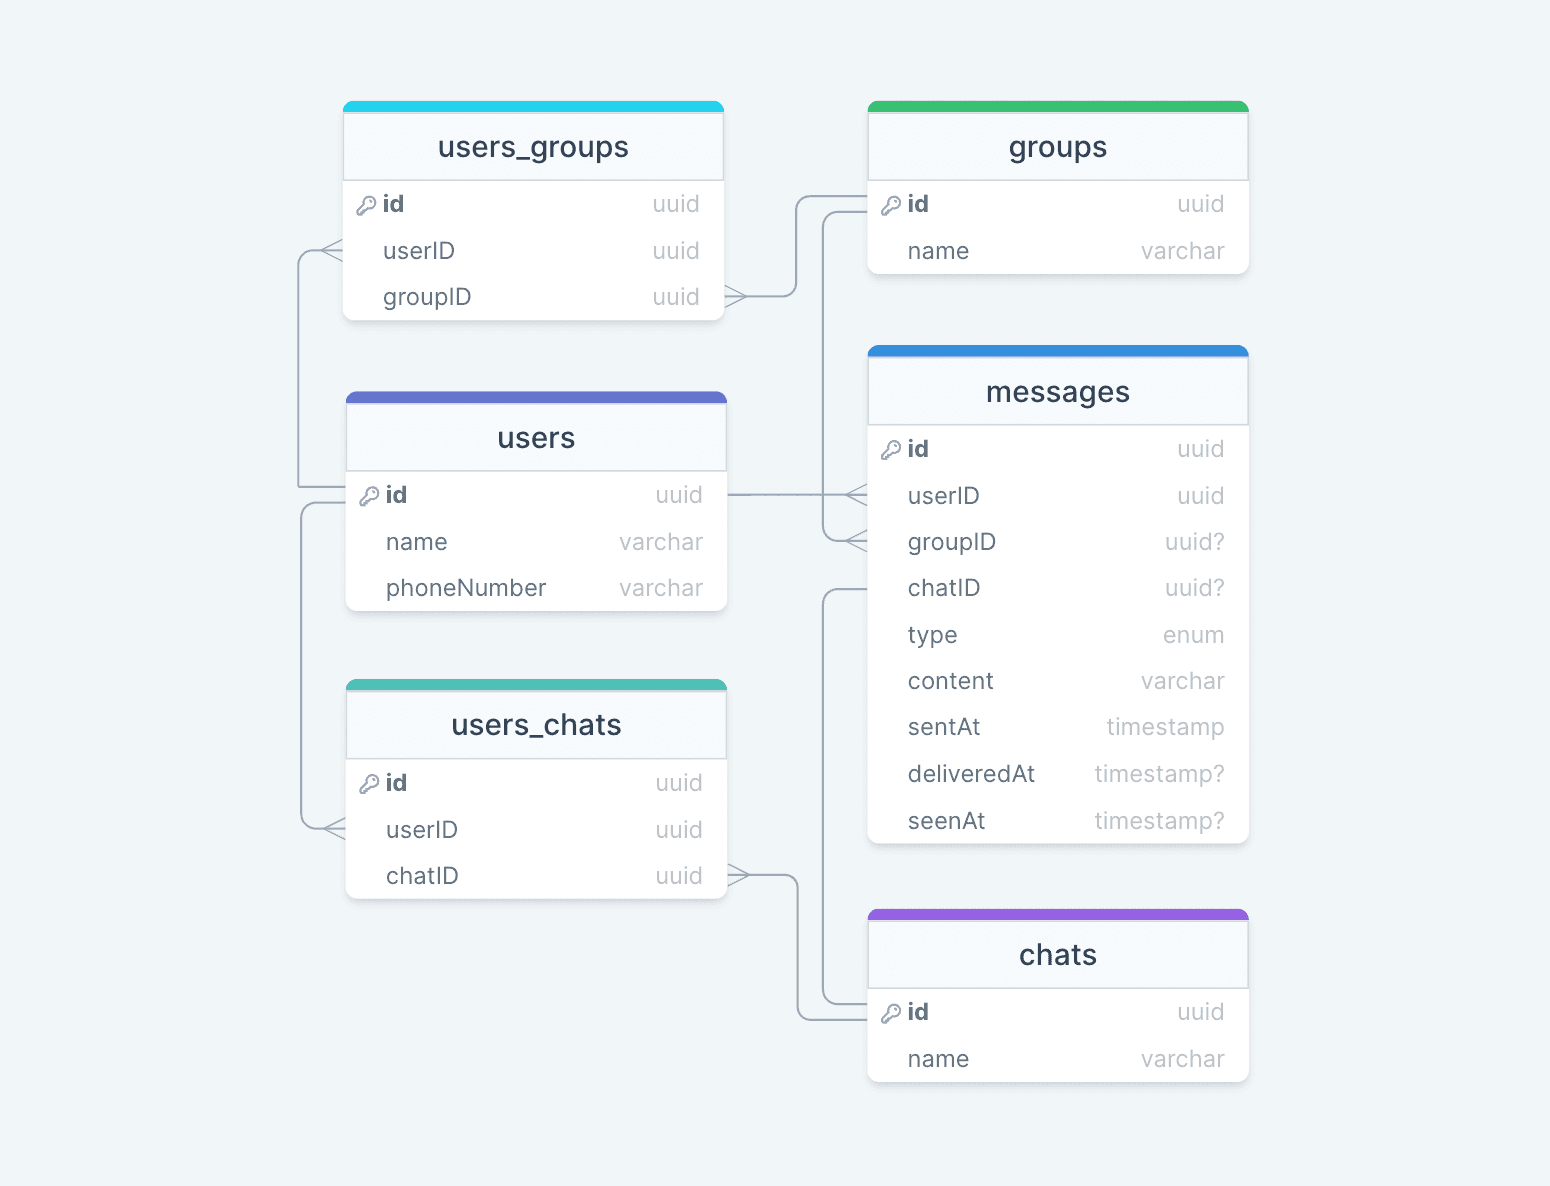 users_groups
id uuid
userID uuid
groupID uuid
groups
id uuid
name varchar
users
id uuid
name varchar
phoneNumber varchar
messages
id uuid
userID uuid
groupID uuid?
chatID uuid?
type enum
content varchar
sentAt timestamp
deliveredAt timestamp?
seenAt timestamp?
users_chats
id uuid
userID uuid
chatID uuid
chats
id uuid
name varchar